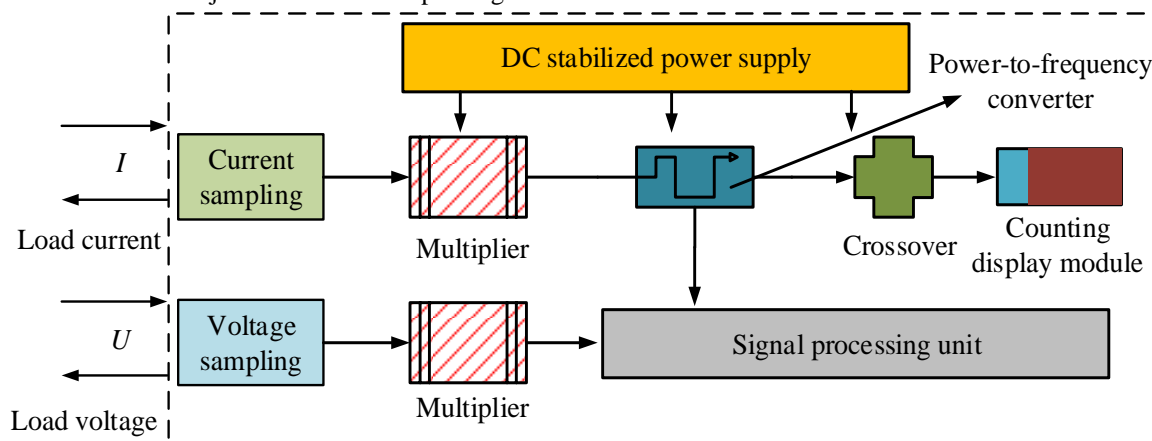 DC stabilized power supply
Power-to-frequency
converter
I
Current
sampling
Load current
Multiplier
Crossover
Counting
display module
U
Voltage
sampling
Load voltage
Multiplier
Signal processing unit